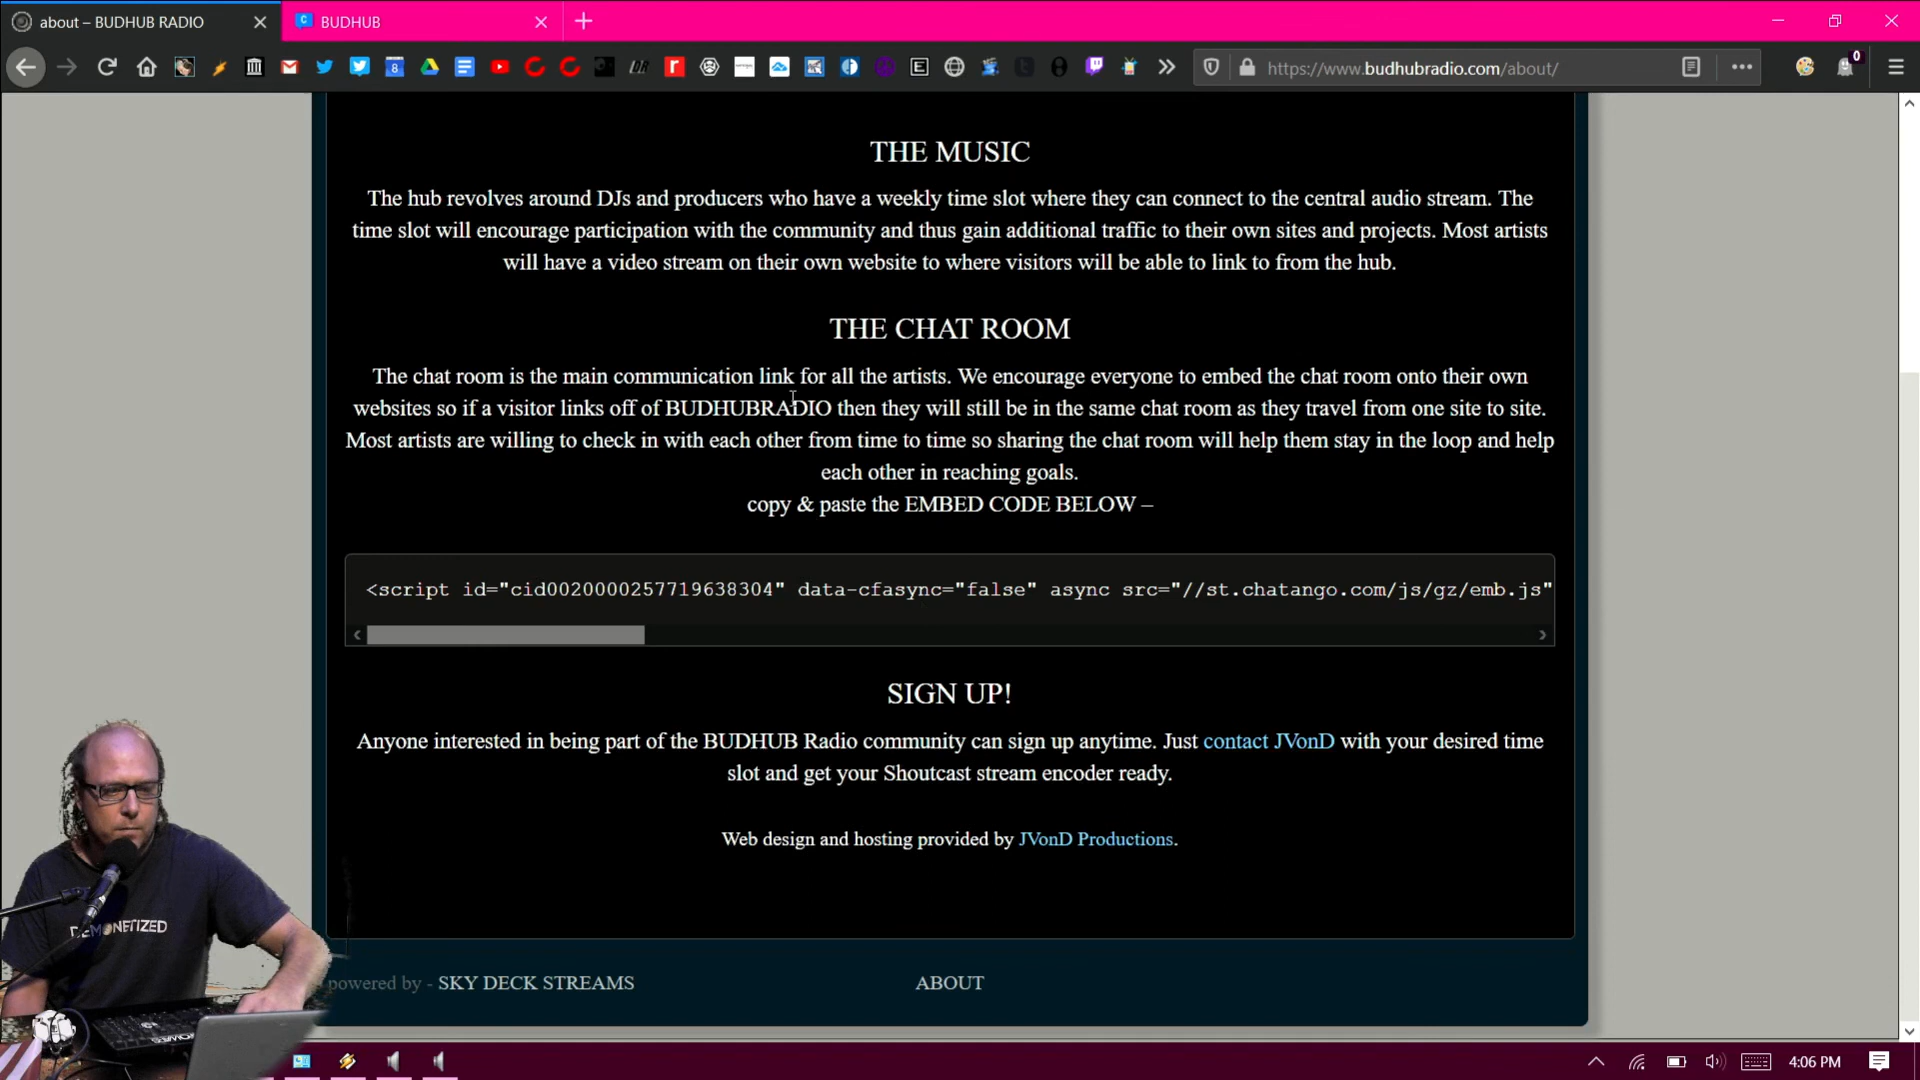 about – BUDHUB RADIO
BUDHUB
https://www.budhubradio.com/about/
0
THE MUSIC
The hub revolves around DJs and producers who have a weekly time slot where they can connect to the central audio stream. The
time slot will encourage participation with the community and thus gain additional traffic to their own sites and projects. Most artists
will have a video stream on their own website to where visitors will be able to link to from the hub.
THE CHAT ROOM
The chat room is the main communication link for all the artists. We encourage everyone to embed the chat room onto their own
websites so if a visitor links off of BUDHUBRADIO then they will still be in the same chat room as they travel from one site to site.
Most artists are willing to check in with each other from time to time so sharing the chat room will help them stay in the loop and help
each other in reaching goals.
copy & paste the EMBED CODE BELOW –
<script id="cid0020000257719638304" data-cfasync="false" async src="//st.chatango.com/js/gz/emb.js"
SIGN UP!
Anyone interested in being part of the BUDHUB Radio community can sign up anytime. Just contact JVonD with your desired time
slot and get your Shoutcast stream encoder ready.
Web design and hosting provided by JVonD Productions.
DEMONETIZED
powered by - SKY DECK STREAMS
ABOUT
4:06 PM